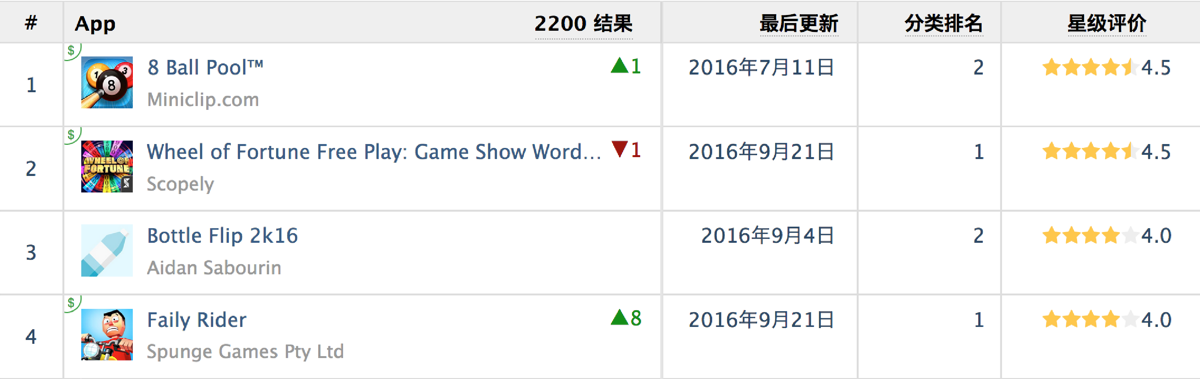 # App 2200 结果 最后更新 分类排名 星级评价
$
1 8 Ball Pool™ ▲1 2016年7月11日 2 4.5
Miniclip.com
$
2 Wheel of Fortune Free Play: Game Show Word... ▼1 2016年9月21日 1 4.5
WHEEL OF
FORTUNE
Scopely
3 Bottle Flip 2k16 2016年9月4日 2 4.0
Aidan Sabourin
$
4 Faily Rider ▲8 2016年9月21日 1 4.0
Spunge Games Pty Ltd